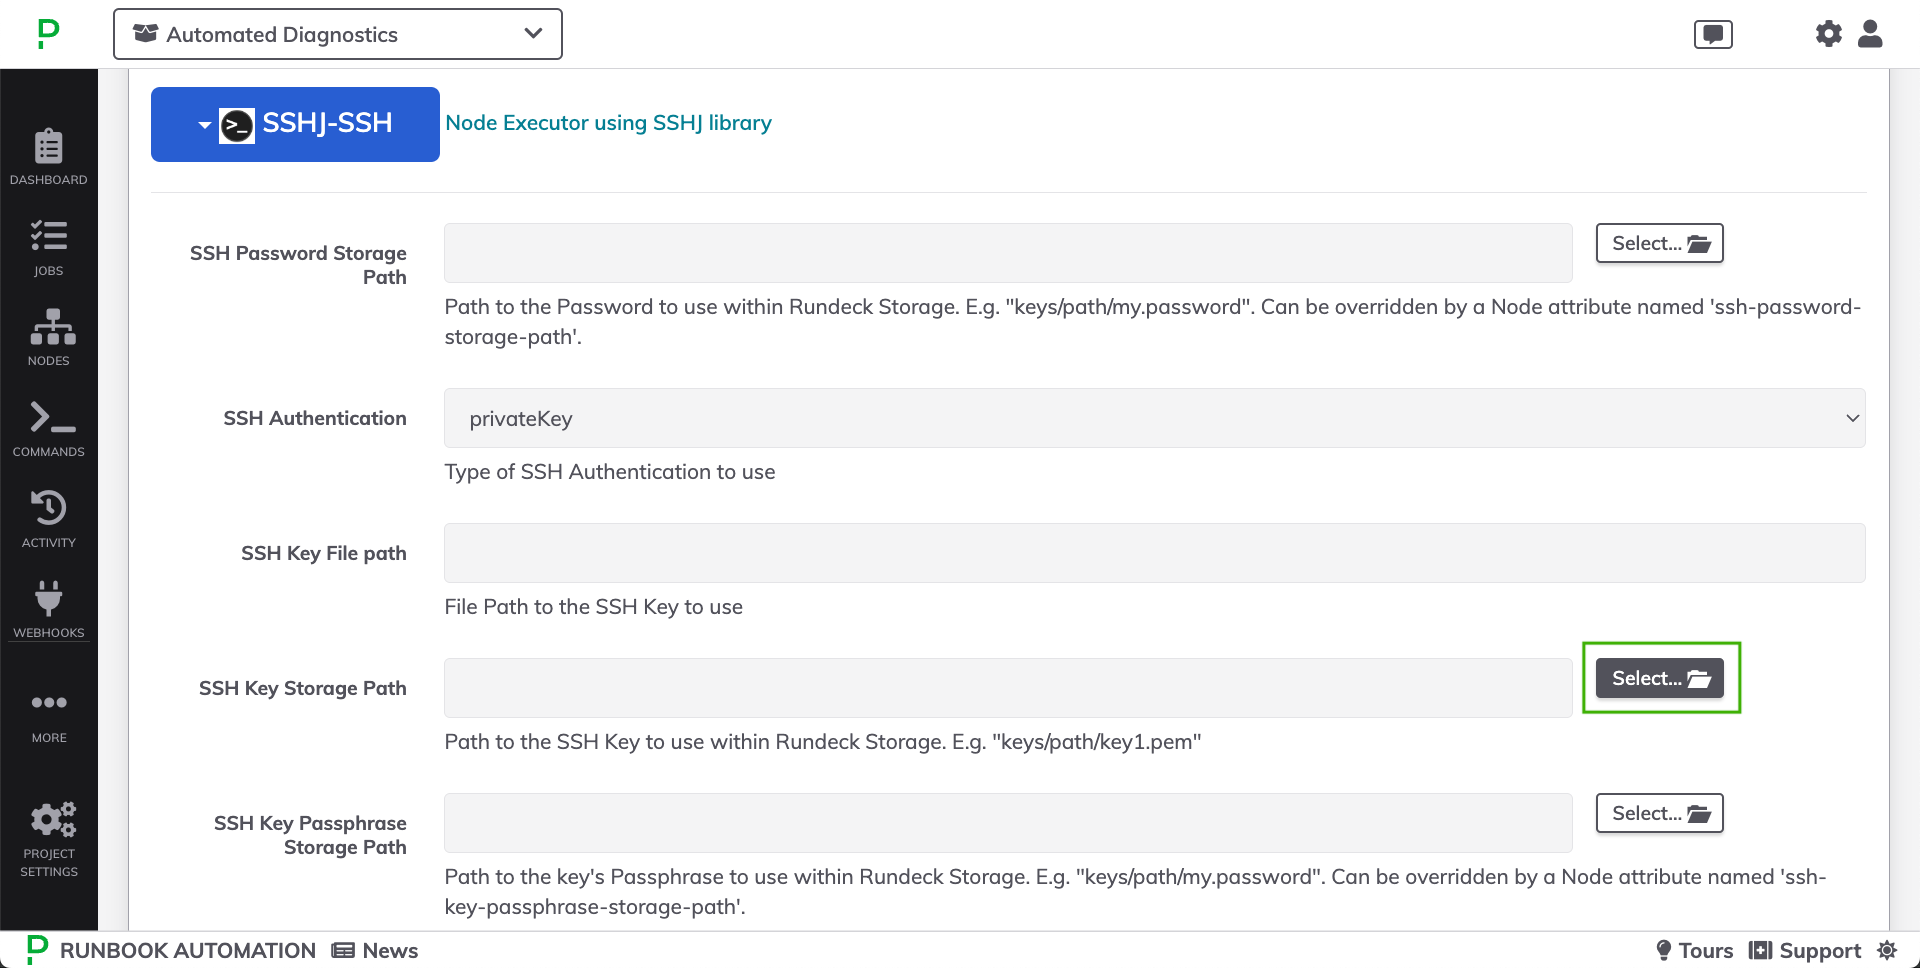 Automated Diagnostics
DASHBOARD
JOBS
NODES
COMMANDS
ACTIVITY
WEBHOOKS
MORE
PROJECT
SETTINGS
>_ SSHJ-SSH
Node Executor using SSHJ library
SSH Password Storage
Path
Select...
Path to the Password to use within Rundeck Storage. E.g. "keys/path/my.password". Can be overridden by a Node attribute named 'ssh-password-
storage-path'.
SSH Authentication
privateKey
Type of SSH Authentication to use
SSH Key File path
File Path to the SSH Key to use
SSH Key Storage Path
Select...
Path to the SSH Key to use within Rundeck Storage. E.g. "keys/path/key1.pem"
SSH Key Passphrase
Storage Path
Select...
Path to the key's Passphrase to use within Rundeck Storage. E.g. "keys/path/my.password". Can be overridden by a Node attribute named 'ssh-
key-passphrase-storage-path'.
P RUNBOOK AUTOMATION News
Tours Support